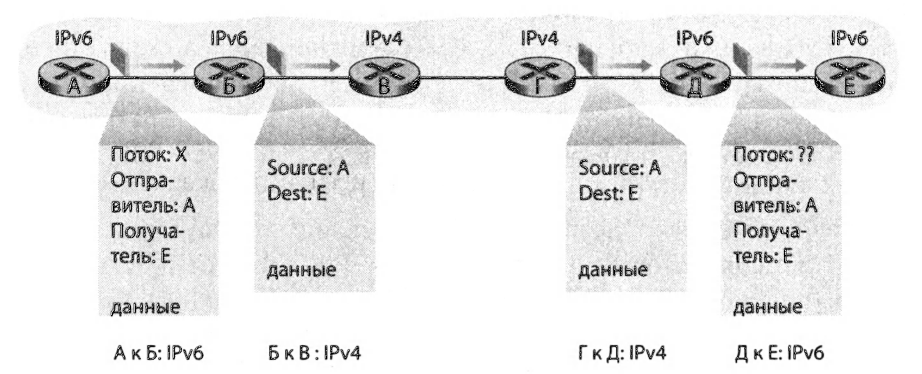 IPv6 IPv6 IPv4 IPv4 IPv6 IPv6
А Б В Г Д Е
Поток: X
Отпра-
витель: А
Получа-
тель: Е
данные
Source: A
Dest: E
данные
Source: A
Dest: E
данные
Поток: ??
Отпра-
витель: А
Получа-
тель: Е
данные
А к Б: IPv6 Б к В : IPv4 Г к Д: IPv4 Д к Е: IPv6